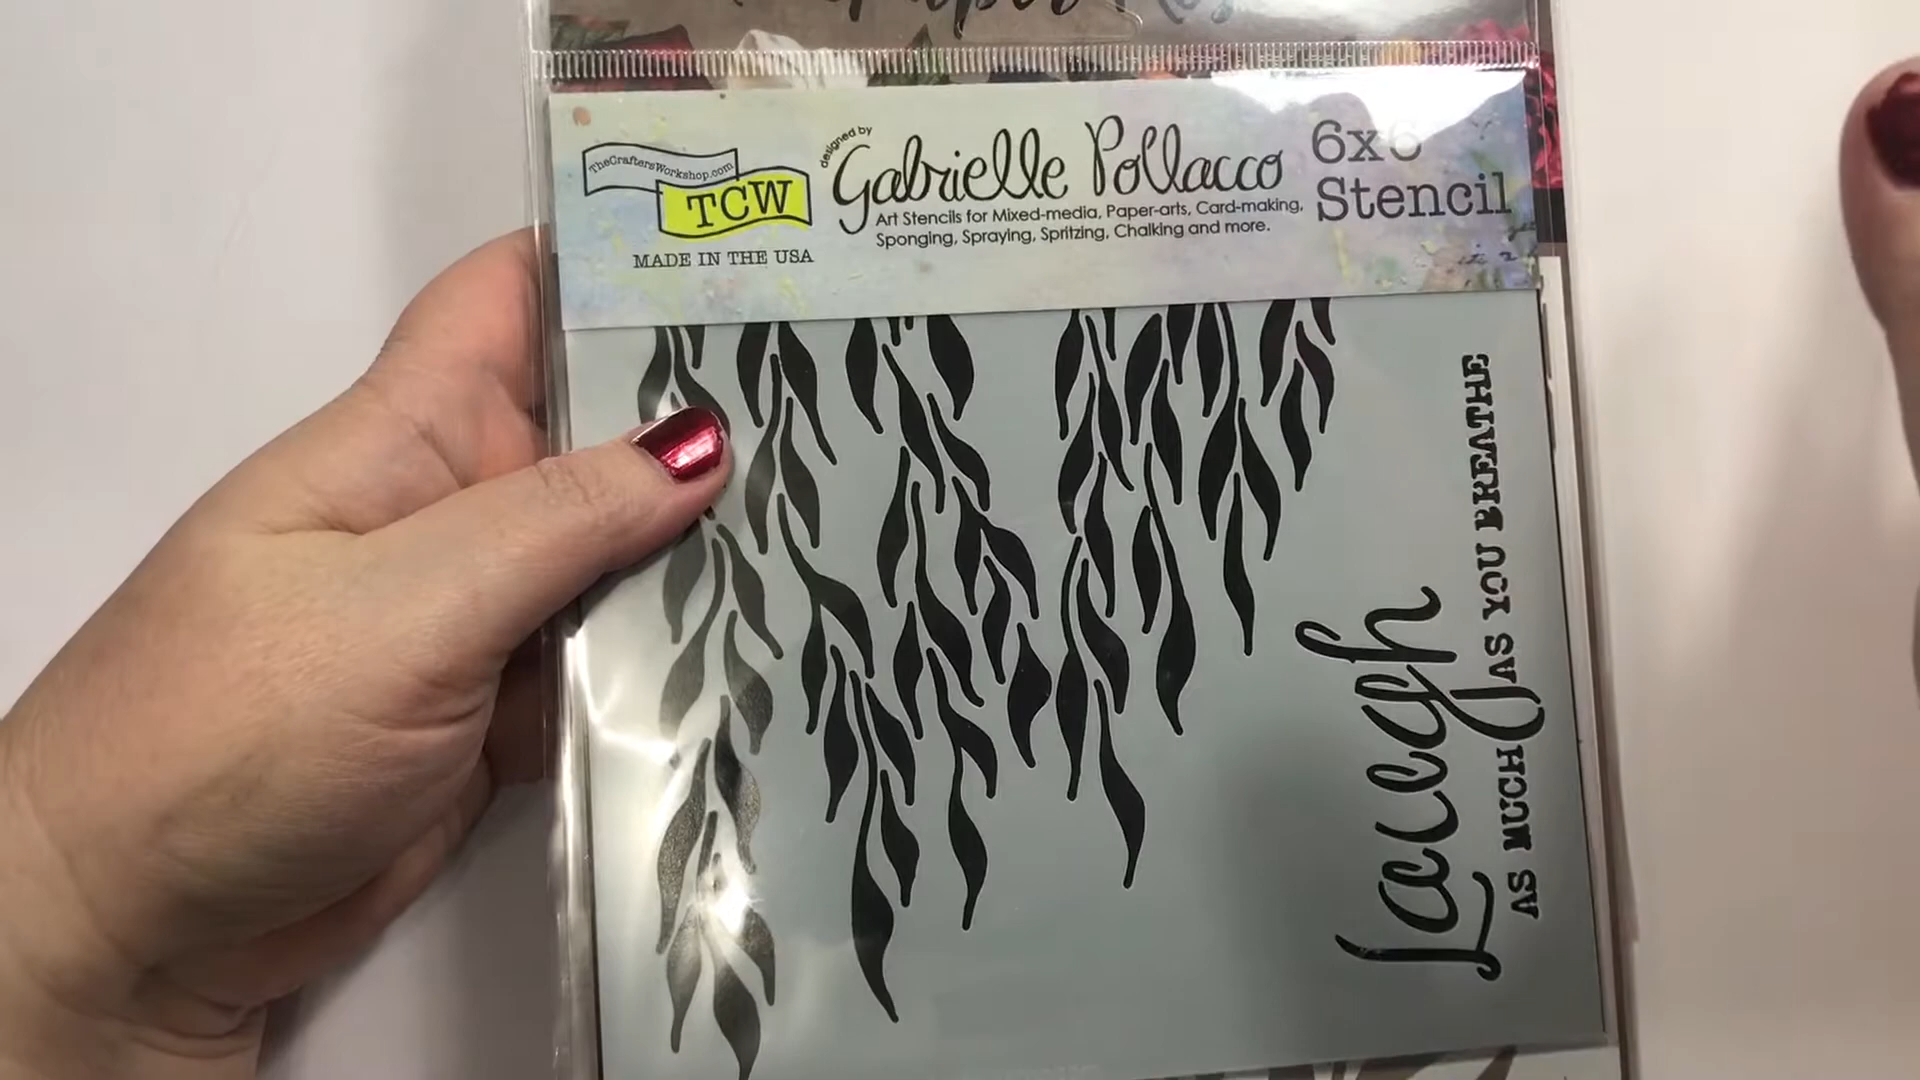 TheCraftersWorkshop.com
TCW
MADE IN THE USA
designed by
Gabrielle Pollacco
Art Stencils for Mixed-media, Paper-arts, Card-making,
Sponging, Spraying, Spritzing, Chalking and more.
6x6
Stencil
Laugh
AS MUCH AS YOU BREATHE